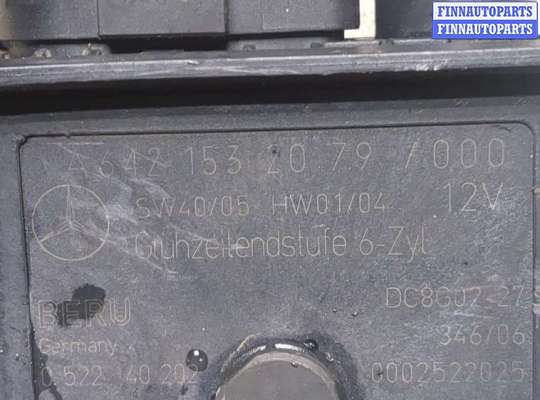 FINNAUTOPARTS
FINNAUTOPARTS
A 642 153 20 79 /000
SW40/05 HW01/04 12V
Glühzeitendstufe 6-Zyl
BERU DC8G02-27
Germany 346/06
0 522 140 202 0002522025